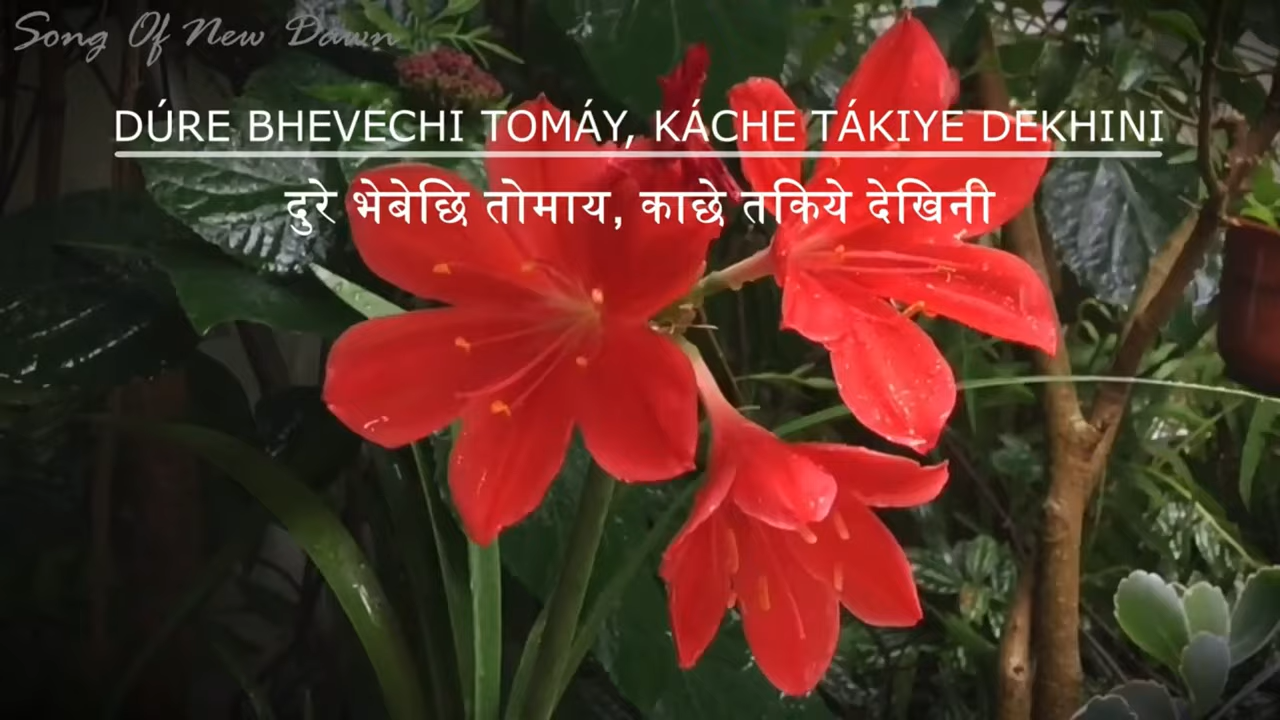 Song Of New Dawn
DÚRE BHEVECHI TOMÁY, KÁCHE TÁKIYE DEKHINI
दुरे भेबेछि तोमाय, काछे तकिये देखिनी